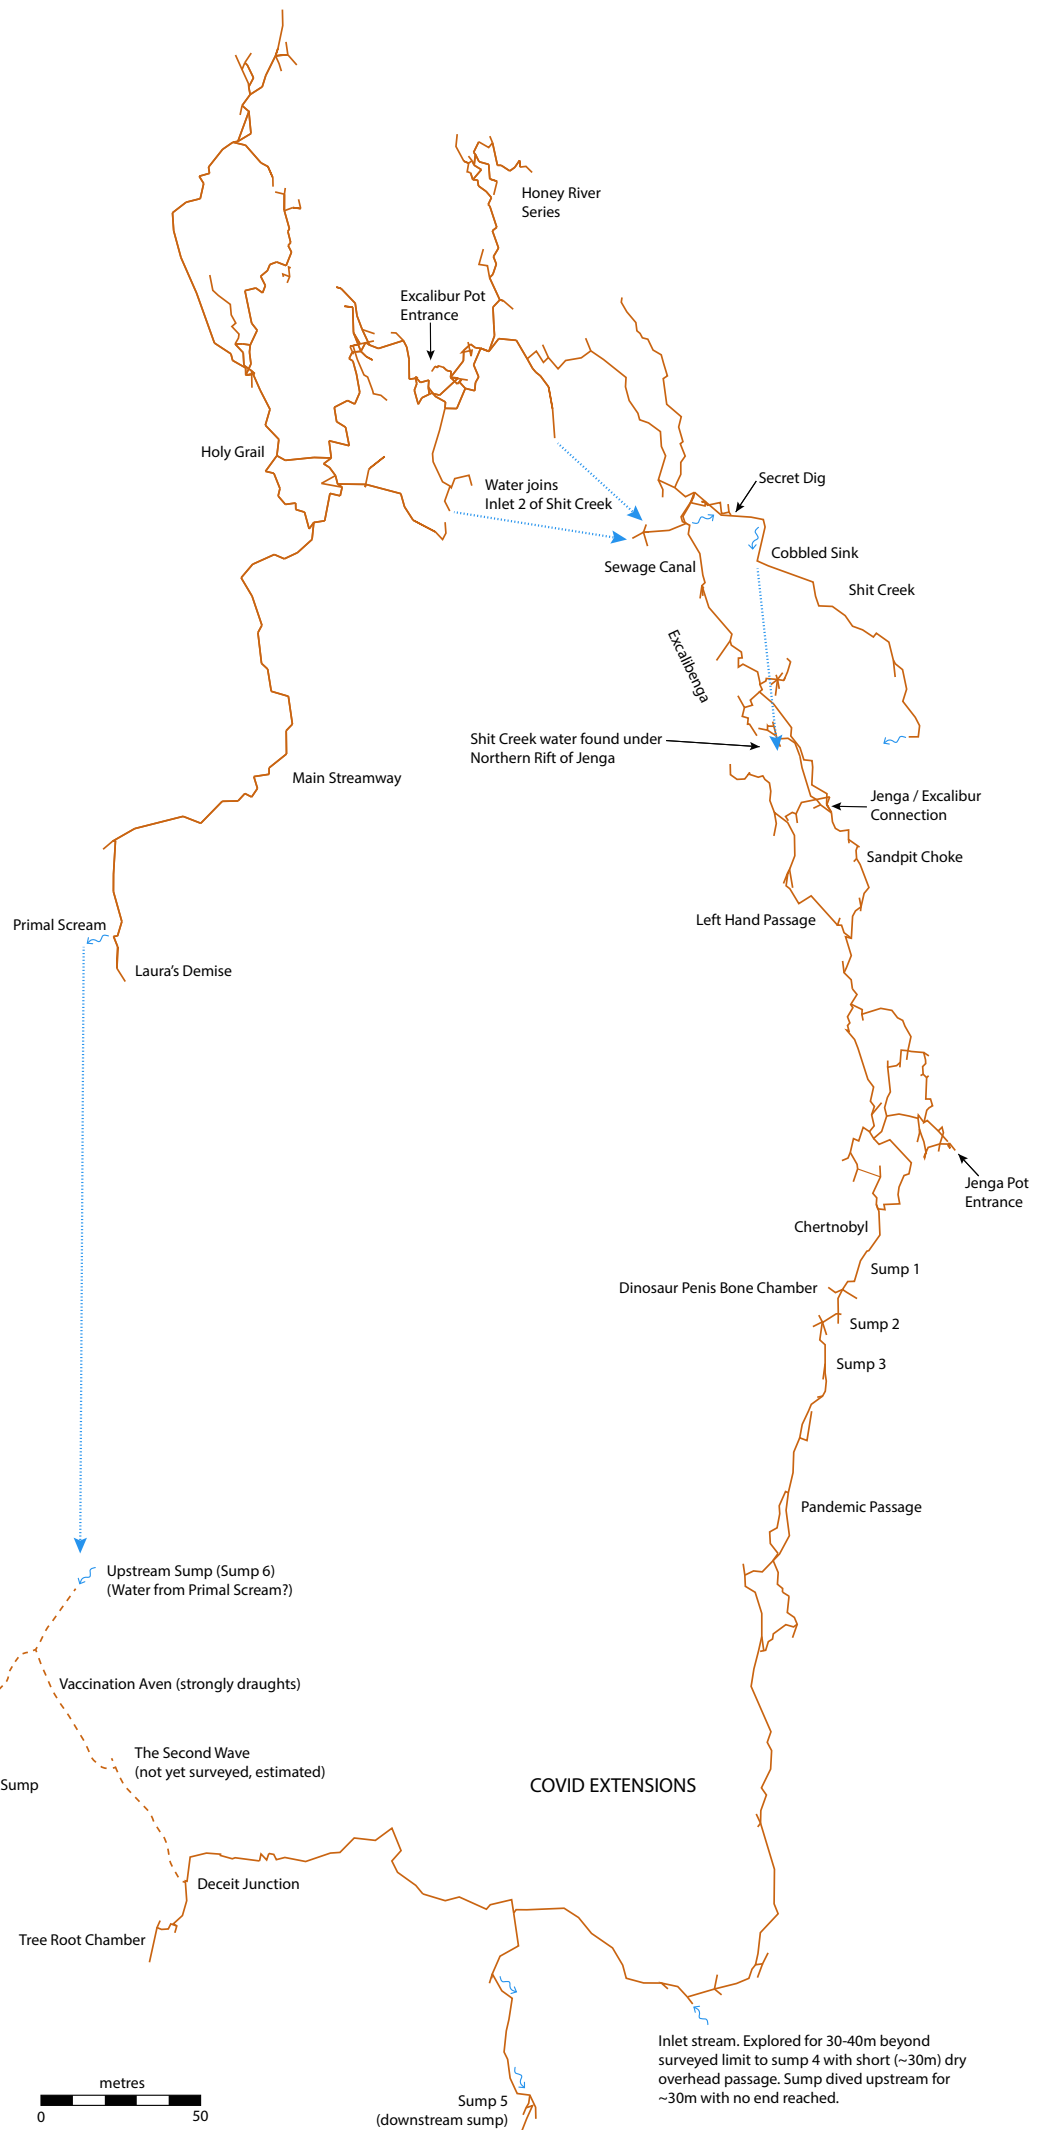 Honey River
Series
Excalibur Pot
Entrance
Holy Grail
Water joins
Inlet 2 of Shit Creek
Secret Dig
Cobbled Sink
Sewage Canal
Shit Creek
Excalibenga
Shit Creek water found under
Northern Rift of Jenga
Main Streamway
Jenga / Excalibur
Connection
Sandpit Choke
Left Hand Passage
Primal Scream
Laura's Demise
Jenga Pot
Entrance
Chertnobyl
Sump 1
Dinosaur Penis Bone Chamber
Sump 2
Sump 3
Pandemic Passage
Upstream Sump (Sump 6)
(Water from Primal Scream?)
Vaccination Aven (strongly draughts)
The Second Wave
(not yet surveyed, estimated)
Sump
COVID EXTENSIONS
Deceit Junction
Tree Root Chamber
Inlet stream. Explored for 30-40m beyond
surveyed limit to sump 4 with short (~30m) dry
overhead passage. Sump dived upstream for
~30m with no end reached.
metres
0 50
Sump 5
(downstream sump)